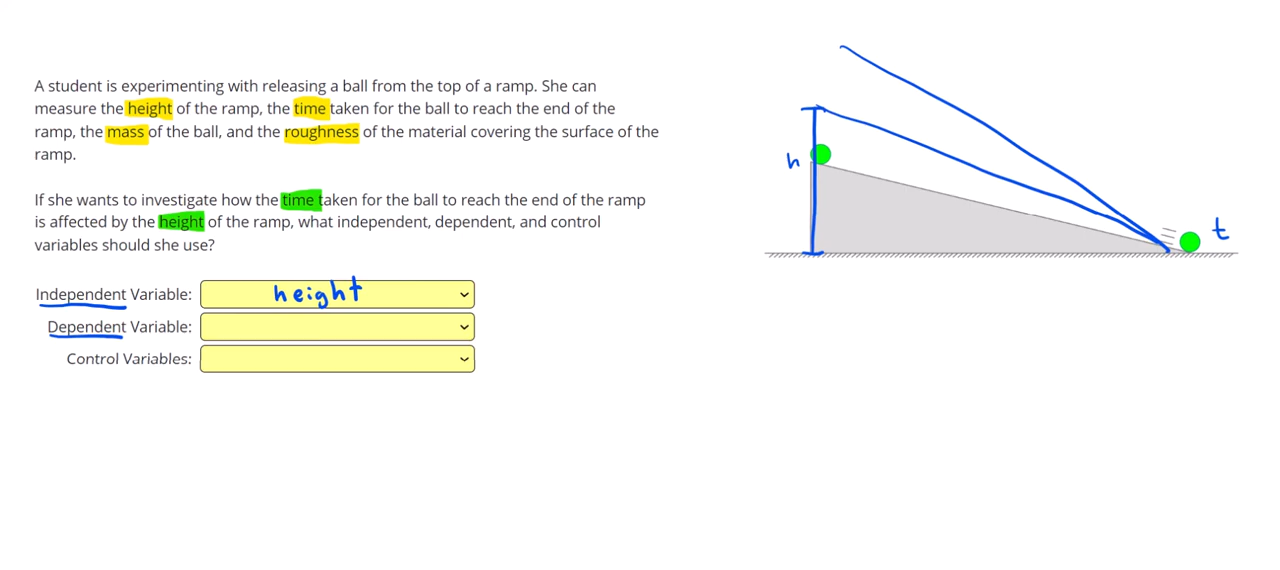 A student is experimenting with releasing a ball from the top of a ramp. She can
measure the height of the ramp, the time taken for the ball to reach the end of the
ramp, the mass of the ball, and the roughness of the material covering the surface of the
ramp.
If she wants to investigate how the time taken for the ball to reach the end of the ramp
is affected by the height of the ramp, what independent, dependent, and control
variables should she use?
Independent Variable: height
Dependent Variable:
Control Variables:
h
t